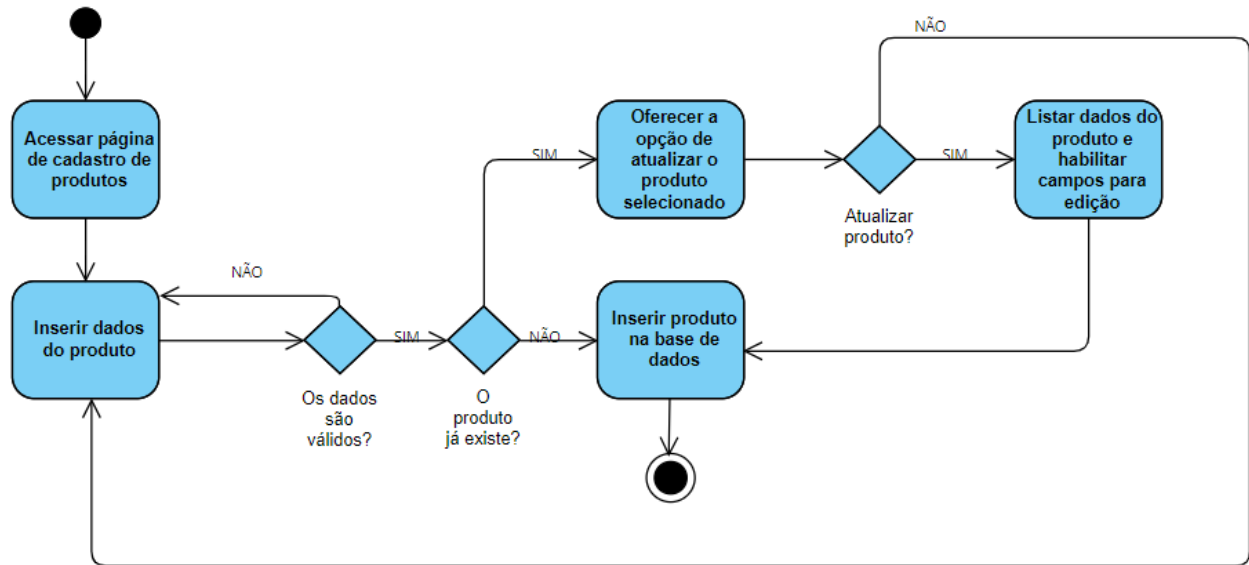 NÃO
Acessar página
de cadastro de
produtos
SIM
Oferecer a
opção de
atualizar o
produto
selecionado
Atualizar
produto?
SIM
Listar dados do
produto e
habilitar
campos para
edição
NÃO
Inserir dados
do produto
Os dados
são
válidos?
SIM
O
produto
já existe?
NÃO
Inserir produto
na base de
dados